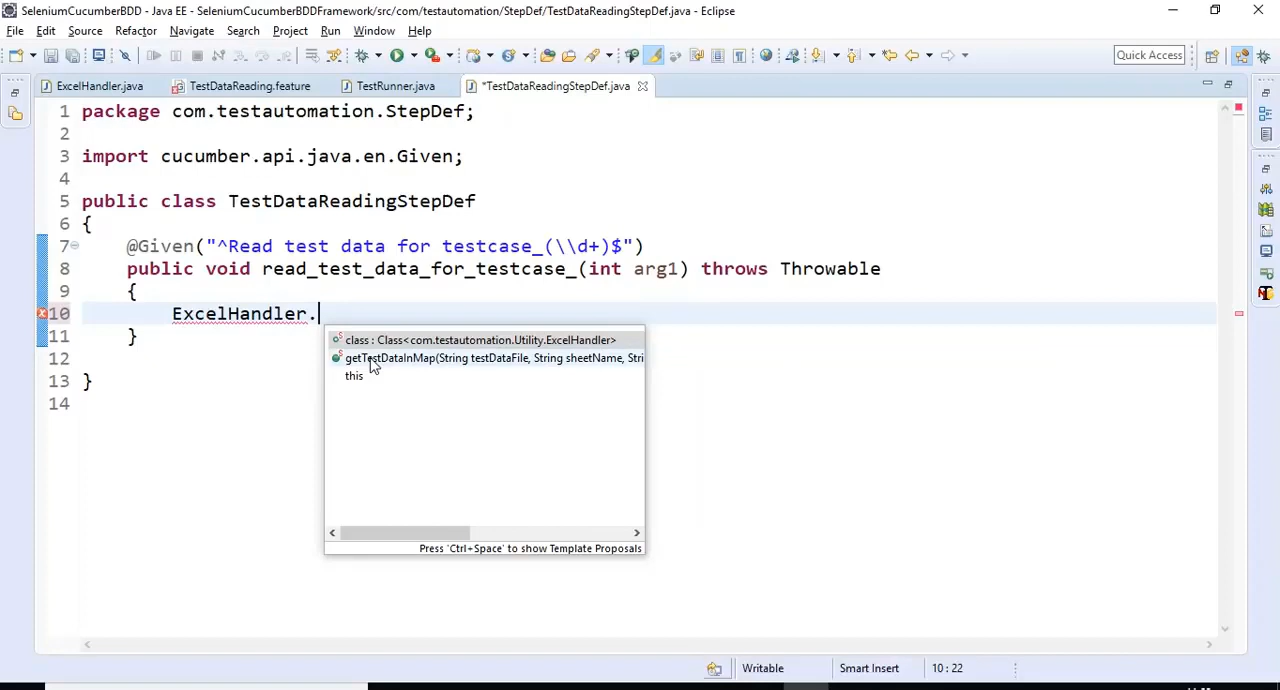 SeleniumCucumberBDD - Java EE - SeleniumCucumberBDDFramework/src/com/testautomation/StepDef/TestDataReadingStepDef.java - Eclipse
File Edit Source Refactor Navigate Search Project Run Window Help
Quick Access
ExcelHandler.java TestDataReading.feature TestRunner.java *TestDataReadingStepDef.java
1 package com.testautomation.StepDef;
2
3 import cucumber.api.java.en.Given;
4
5 public class TestDataReadingStepDef
6 {
7 @Given("^Read test data for testcase_(\\d+)$")
8 public void read_test_data_for_testcase_(int arg1) throws Throwable
9 {
10 ExcelHandler.
class : Class<com.testautomation.Utility.ExcelHandler>
11 }
getTestDataInMap(String testDataFile, String sheetName, Stri
12
this
13 }
14
Press 'Ctrl+Space' to show Template Proposals
Writable Smart Insert 10 : 22